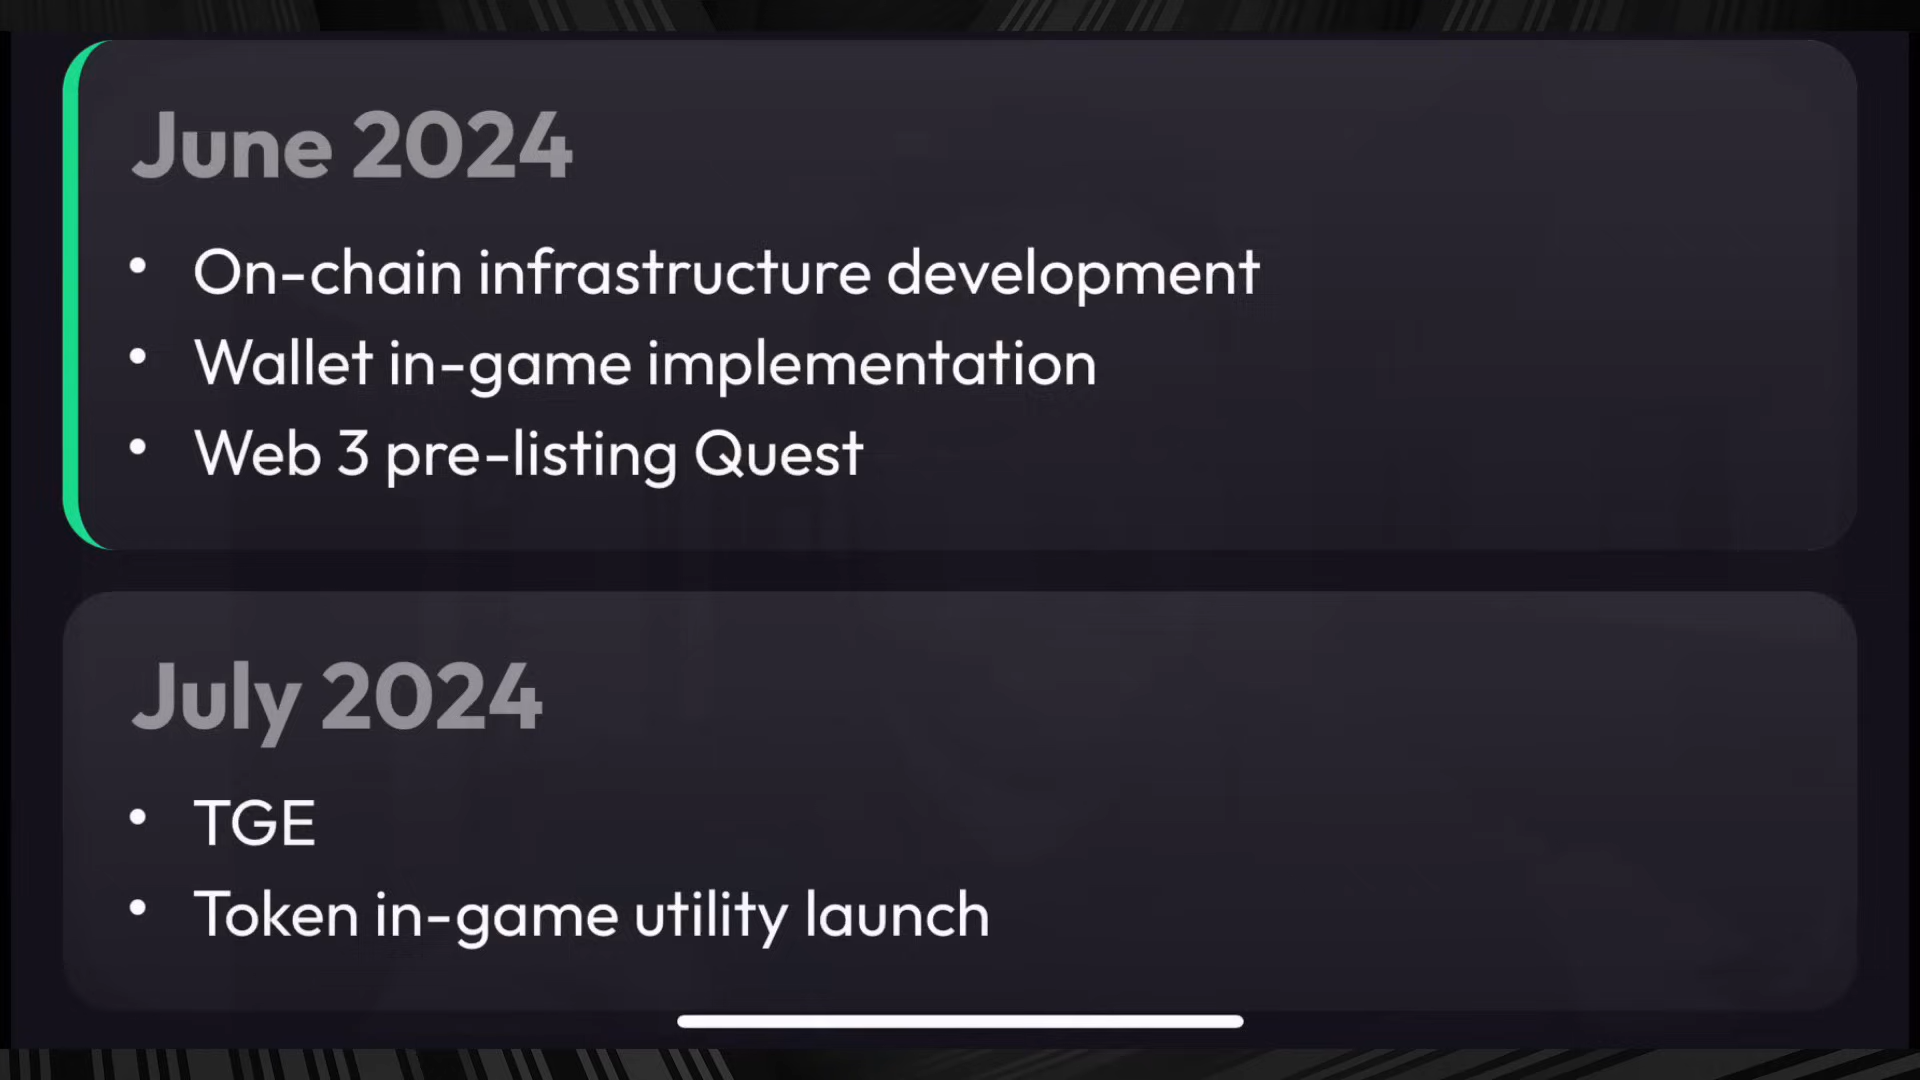 June 2024
• On-chain infrastructure development
• Wallet in-game implementation
• Web 3 pre-listing Quest
July 2024
• TGE
• Token in-game utility launch